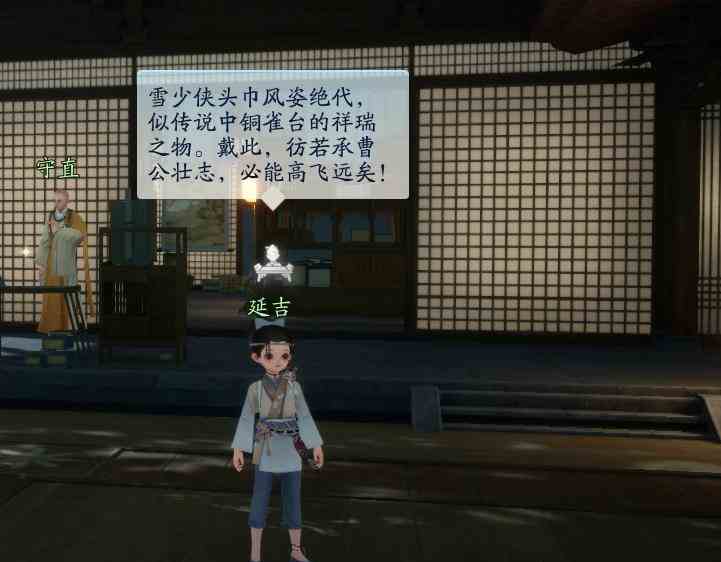 雪少侠头巾风姿绝代，
似传说中铜雀台的祥瑞
之物。戴此，彷若承曹
公壮志，必能高飞远矣！
守直
延吉